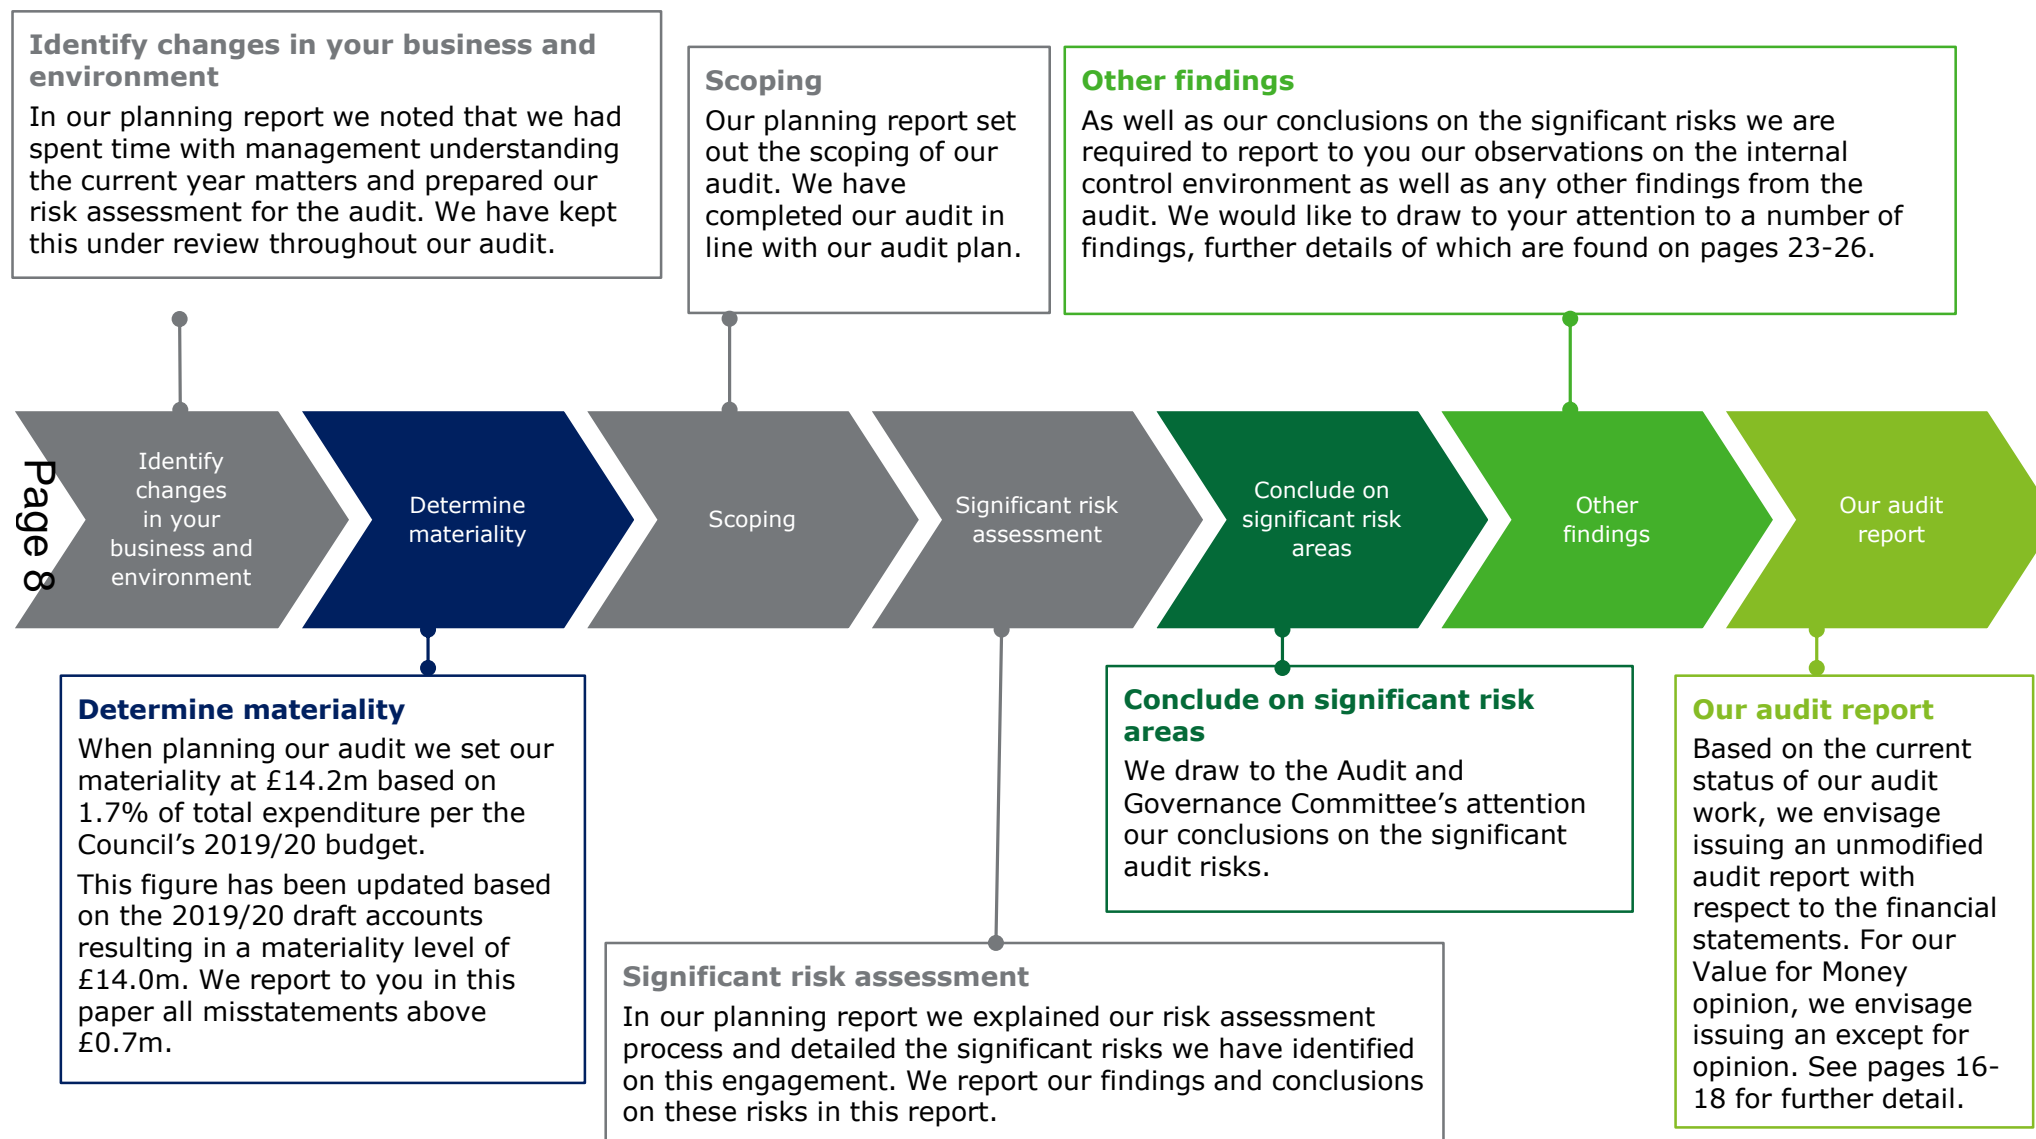 Identify changes in your business and
environment
In our planning report we noted that we had
spent time with management understanding
the current year matters and prepared our
risk assessment for the audit. We have kept
this under review throughout our audit.
Scoping
Our planning report set
out the scoping of our
audit. We have
completed our audit in
line with our audit plan.
Other findings
As well as our conclusions on the significant risks we are
required to report to you our observations on the internal
control environment as well as any other findings from the
audit. We would like to draw to your attention to a number of
findings, further details of which are found on pages 23-26.
Page 8
Identify
changes
in your
business and
environment
Determine
materiality
Scoping
Significant risk
assessment
Conclude on
significant risk
areas
Other
findings
Our audit
report
Determine materiality
When planning our audit we set our
materiality at £14.2m based on
1.7% of total expenditure per the
Council’s 2019/20 budget.
This figure has been updated based
on the 2019/20 draft accounts
resulting in a materiality level of
£14.0m. We report to you in this
paper all misstatements above
£0.7m.
Significant risk assessment
In our planning report we explained our risk assessment
process and detailed the significant risks we have identified
on this engagement. We report our findings and conclusions
on these risks in this report.
Conclude on significant risk
areas
We draw to the Audit and
Governance Committee’s attention
our conclusions on the significant
audit risks.
Our audit report
Based on the current
status of our audit
work, we envisage
issuing an unmodified
audit report with
respect to the financial
statements. For our
Value for Money
opinion, we envisage
issuing an except for
opinion. See pages 16-
18 for further detail.